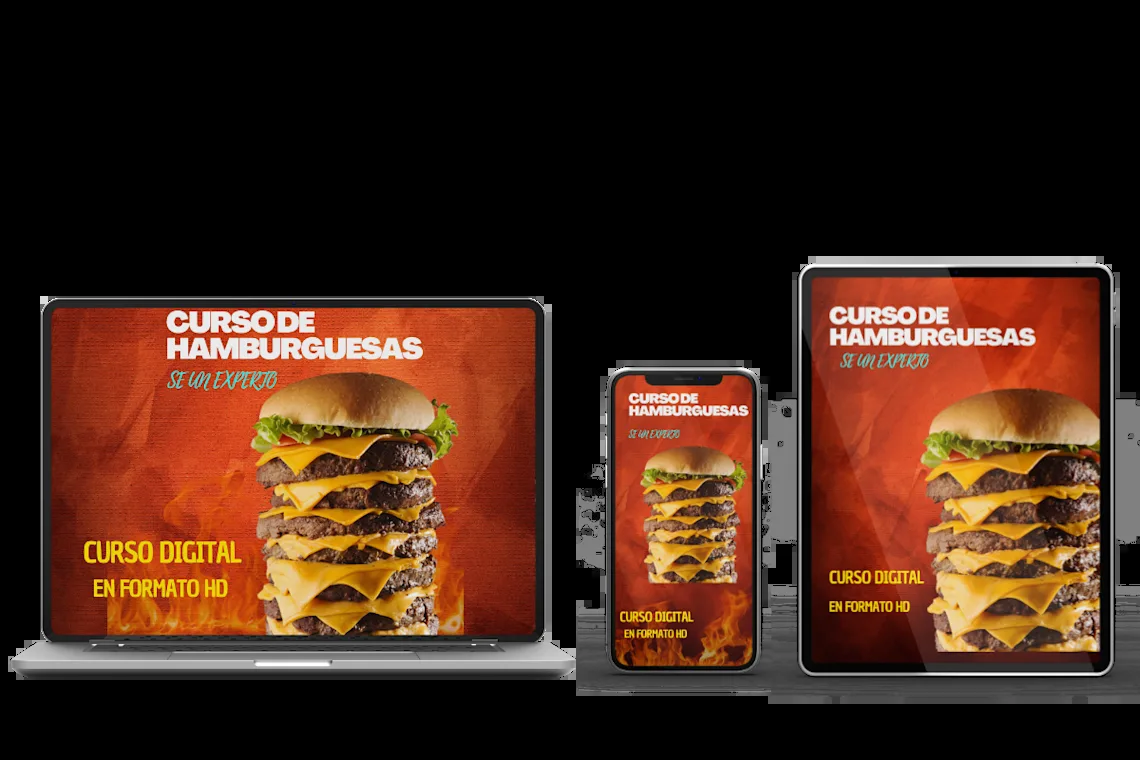 CURSO DE
HAMBURGUESAS
SE UN EXPERTO
CURSO DIGITAL
EN FORMATO HD
CURSO DE
HAMBURGUESAS
SE UN EXPERTO
CURSO DIGITAL
EN FORMATO HD
CURSO DE
HAMBURGUESAS
SE UN EXPERTO
CURSO DIGITAL
EN FORMATO HD